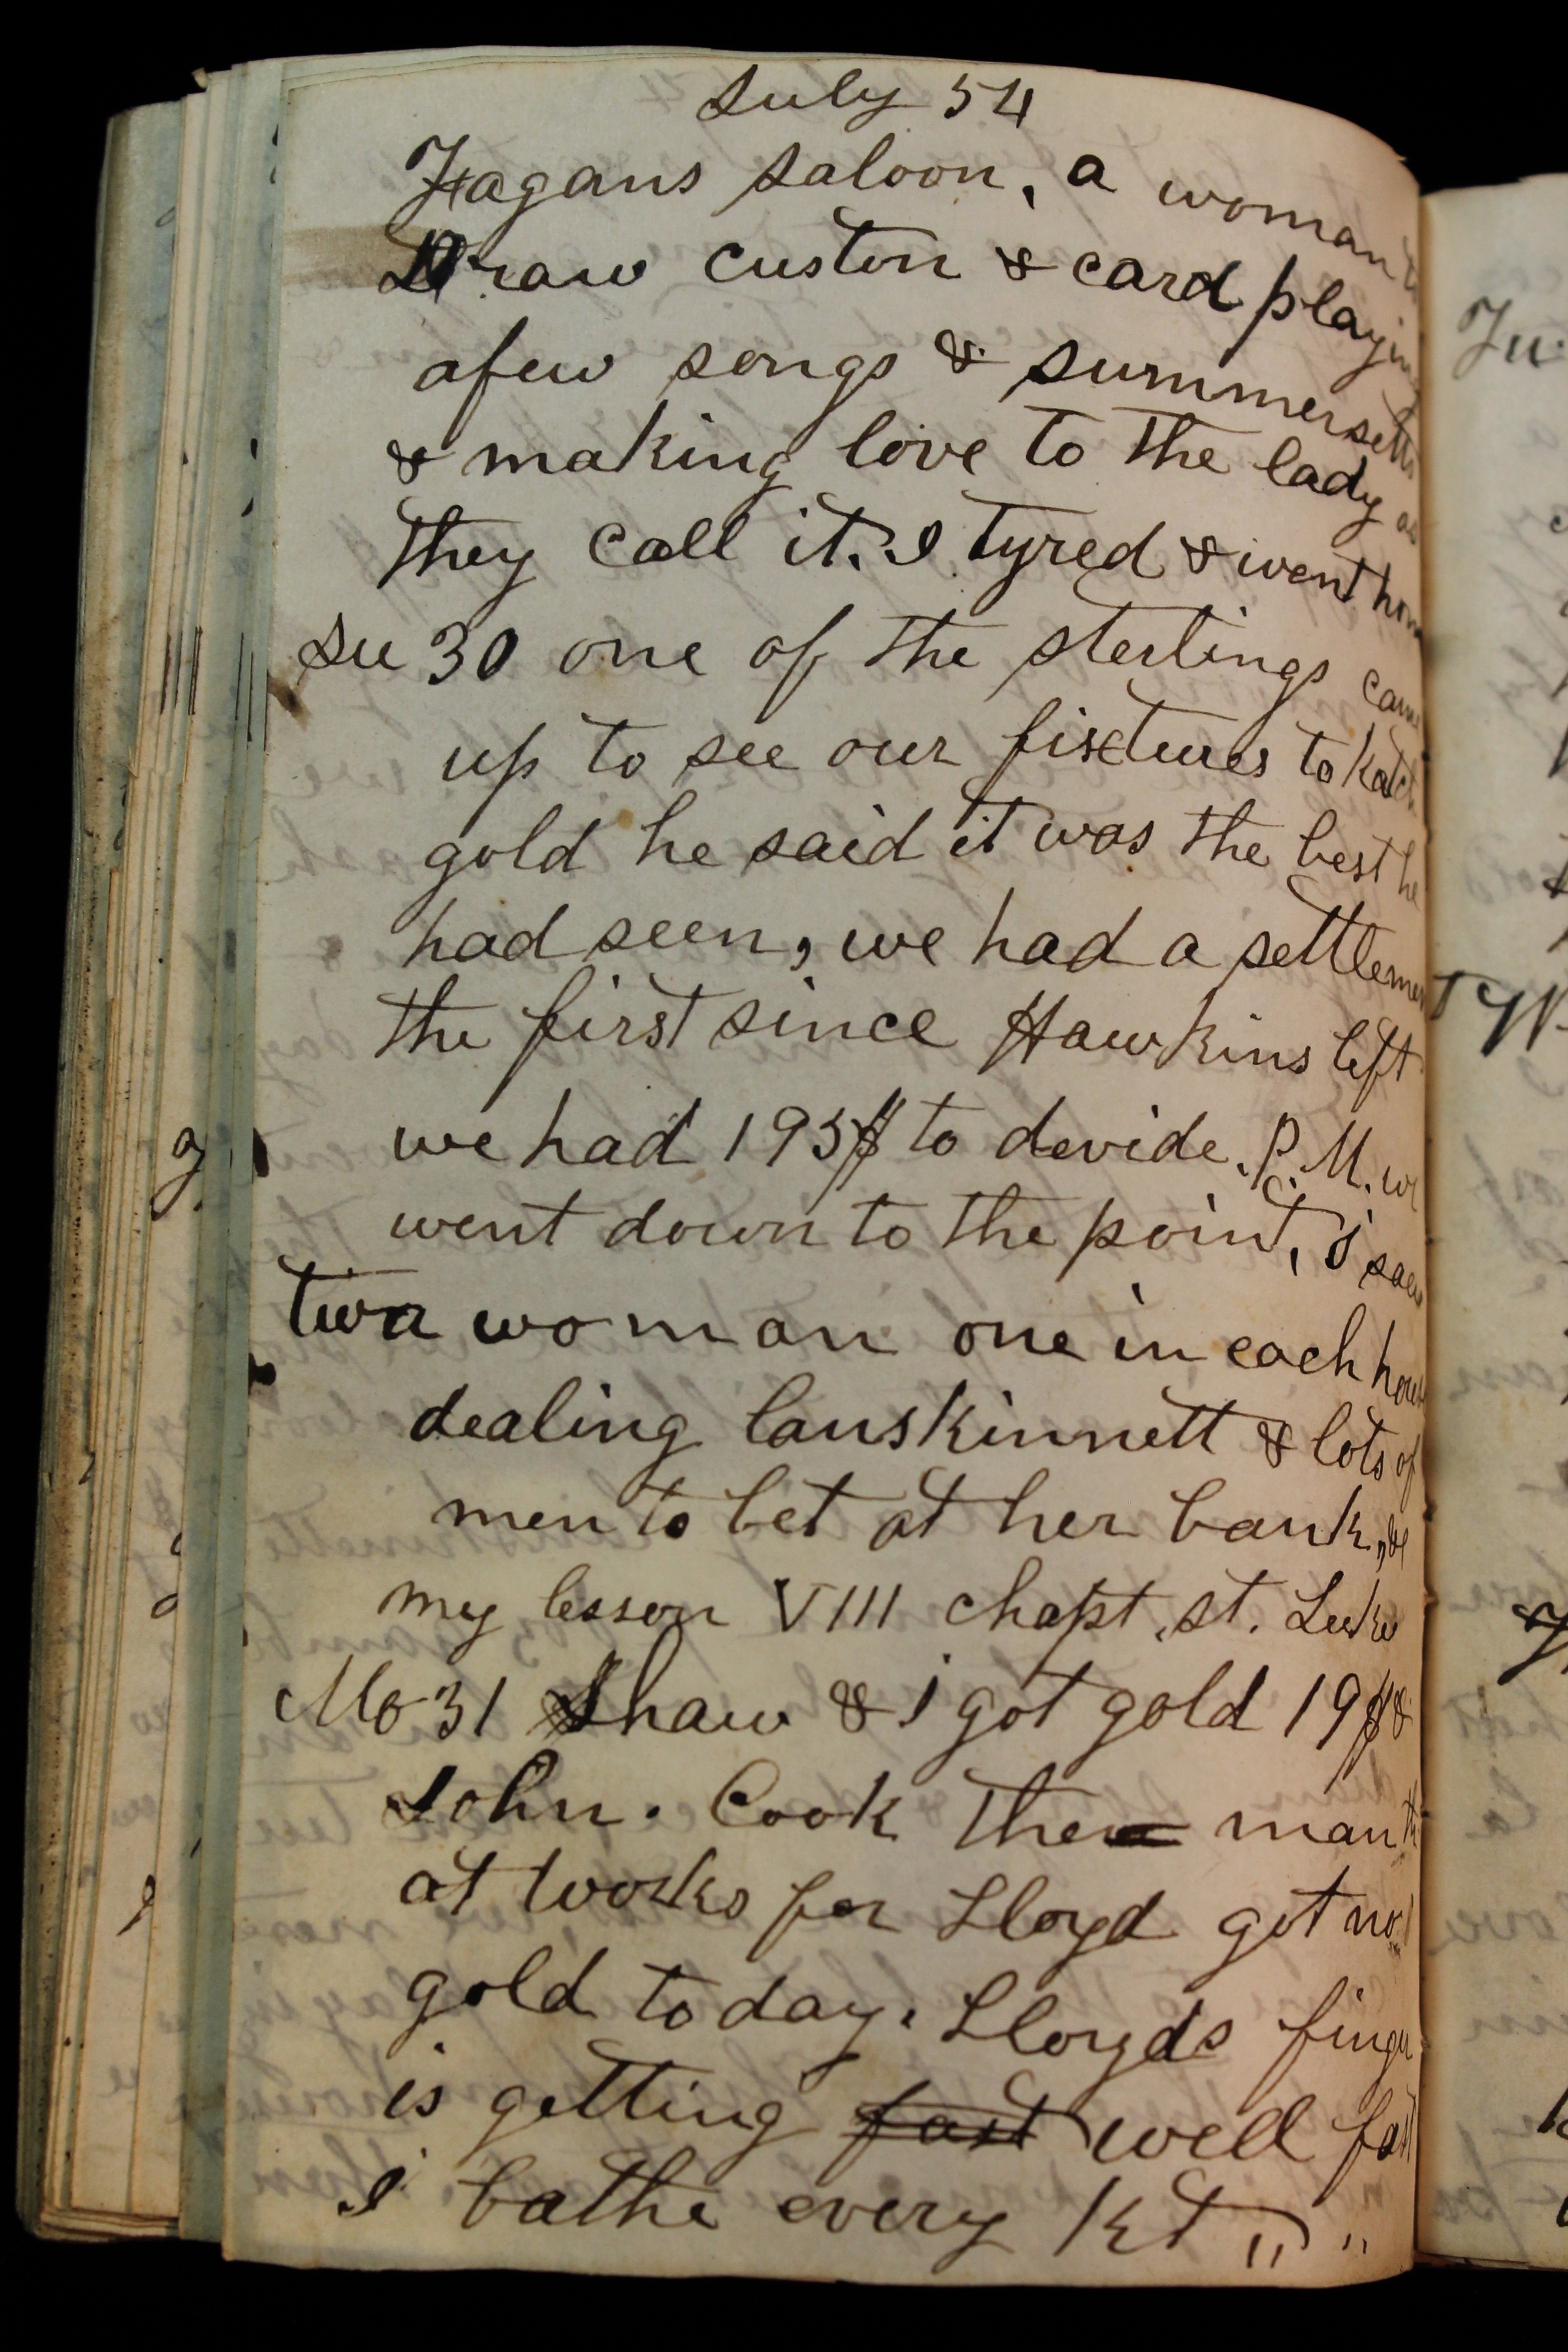 July 54
Fagans saloon, a woman to
Draw custon & card playing
afew songs & summersetts
& making love to the lady as
they call it. I tyred & went home
Su 30 one of the sterlings came
up to see our fixtures to katch
gold he said it was the best he
had seen, we had a settlement
the first since Hawkins left
we had 195$ to devide. P.M. we
went down to the point, i saw
two woman one in each house
dealing lanskinnett & lots of
men to bet at her bank,
my lesson VIII chapt. st. Luke
Mo 31 Shaw & I got gold 19$ &
John. Cook the man th
at works for Lloyd got no
gold today. Lloyds finger
is getting fast well fast
I bathe every